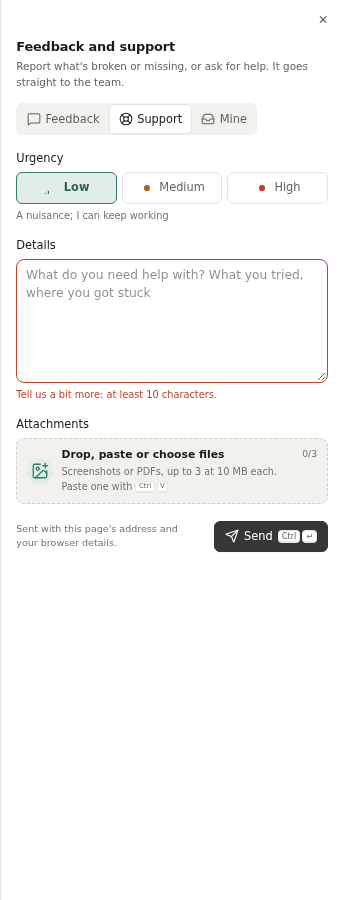 ×
Feedback and support
Report what's broken or missing, or ask for help. It goes
straight to the team.
Feedback Support Mine
Urgency
Low Medium High
A nuisance; I can keep working
Details
What do you need help with? What you tried,
where you got stuck
Tell us a bit more: at least 10 characters.
Attachments
Drop, paste or choose files 0/3
Screenshots or PDFs, up to 3 at 10 MB each.
Paste one with Ctrl V
Sent with this page's address and
your browser details.
Send Ctrl ↵